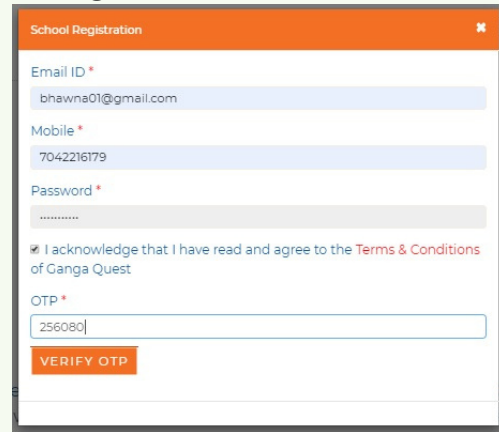 School Registration ✖
Email ID *
bhawna01@gmail.com
Mobile *
7042216179
Password *
...........
I acknowledge that I have read and agree to the Terms & Conditions
of Ganga Quest
OTP *
256080
VERIFY OTP